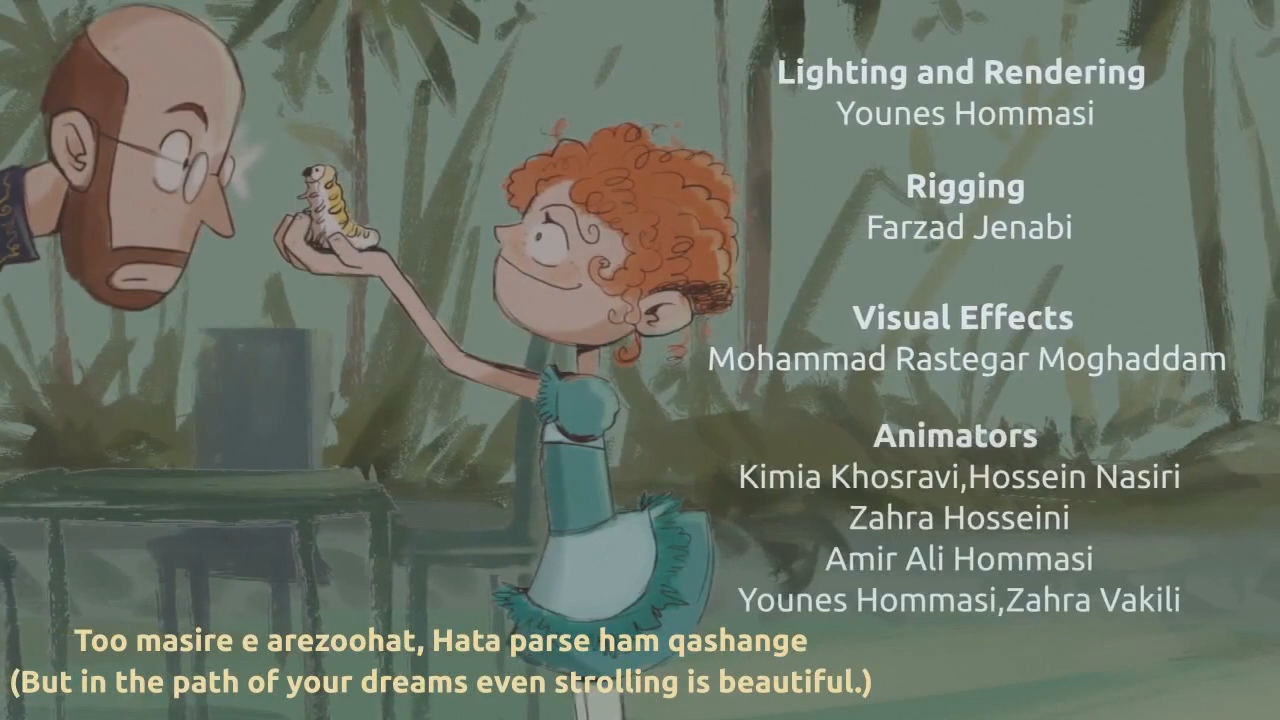 Lighting and Rendering
Younes Hommasi
Rigging
Farzad Jenabi
Visual Effects
Mohammad Rastegar Moghaddam
Animators
Kimia Khosravi,Hossein Nasiri
Zahra Hosseini
Amir Ali Hommasi
Younes Hommasi,Zahra Vakili
Too masire e arezoohat, Hata parse ham qashange
(But in the path of your dreams even strolling is beautiful.)